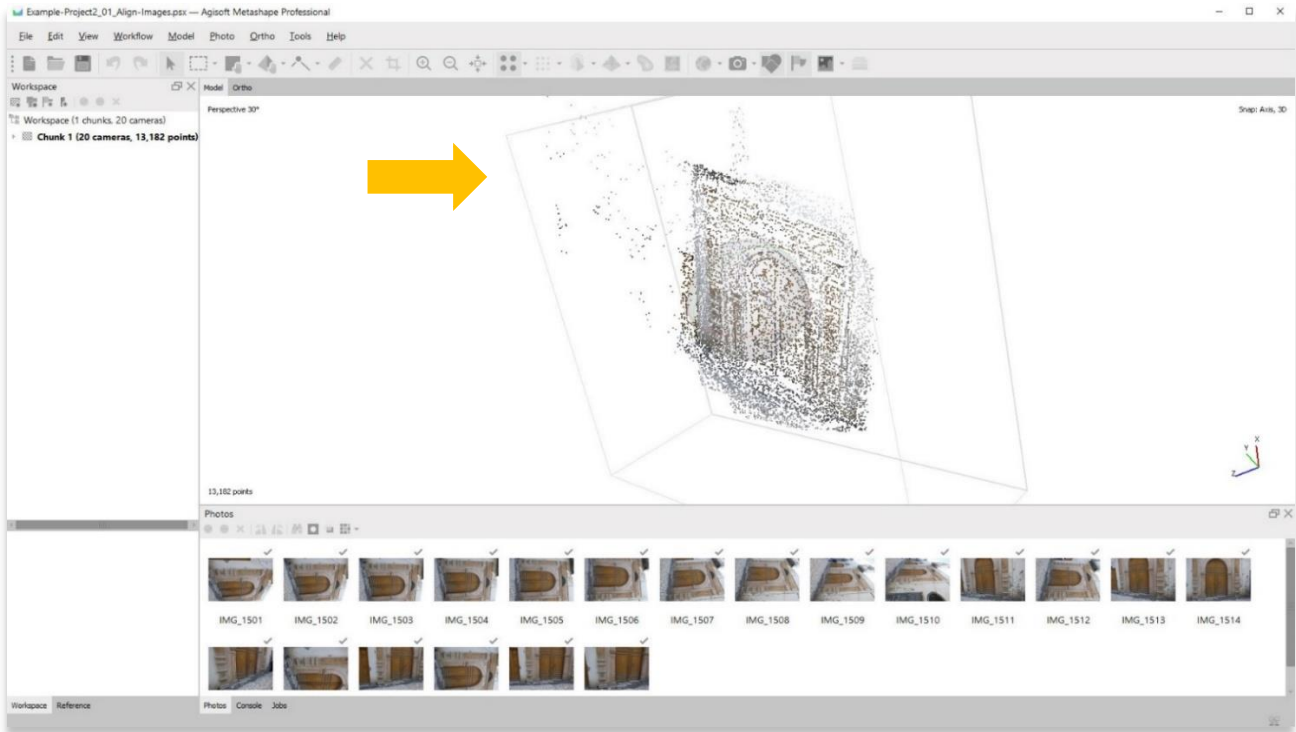 Example-Project2_01_Align-Images.psx — Agisoft Metashape Professional
File Edit View Workflow Model Photo Ortho Tools Help
Workspace
Model Ortho
Perspective 30°
Snap: Axis, 3D
Workspace (1 chunks, 20 cameras)
Chunk 1 (20 cameras, 13,182 points)
X
Y
Z
13,182 points
Photos
IMG_1501 IMG_1502 IMG_1503 IMG_1504 IMG_1505 IMG_1506 IMG_1507 IMG_1508 IMG_1509 IMG_1510 IMG_1511 IMG_1512 IMG_1513 IMG_1514
Workspace Reference
Photos Console Jobs